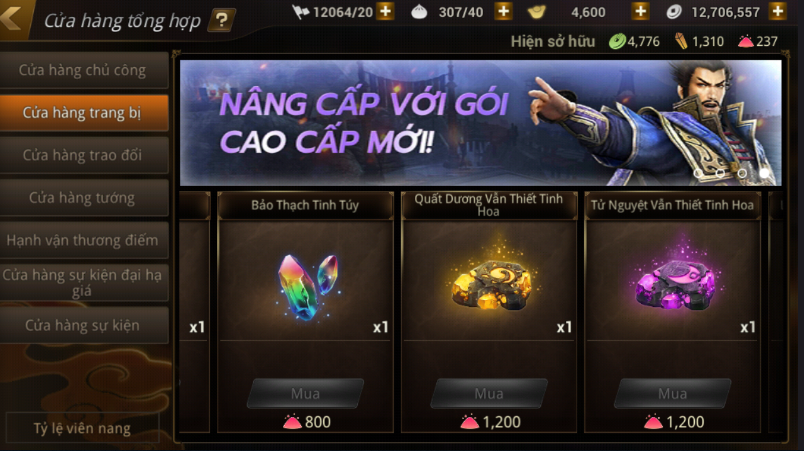 Cửa hàng tổng hợp
?
12064/20
307/40
4,600
12,706,557
Hiện sở hữu
4,776
1,310
237
Cửa hàng chủ công
Cửa hàng trang bị
Cửa hàng trao đổi
Cửa hàng tướng
Hạnh vận thương điếm
Cửa hàng sự kiện đại hạ
giá
Cửa hàng sự kiện
Tỷ lệ viên nang
NÂNG CẤP VỚI GÓI
CAO CẤP MỚI!
x1
Bảo Thạch Tinh Túy
x1
Mua
800
Quất Dương Vẫn Thiết Tinh
Hoa
x1
Mua
1,200
Tử Nguyệt Vẫn Thiết Tinh Hoa
x1
Mua
1,200